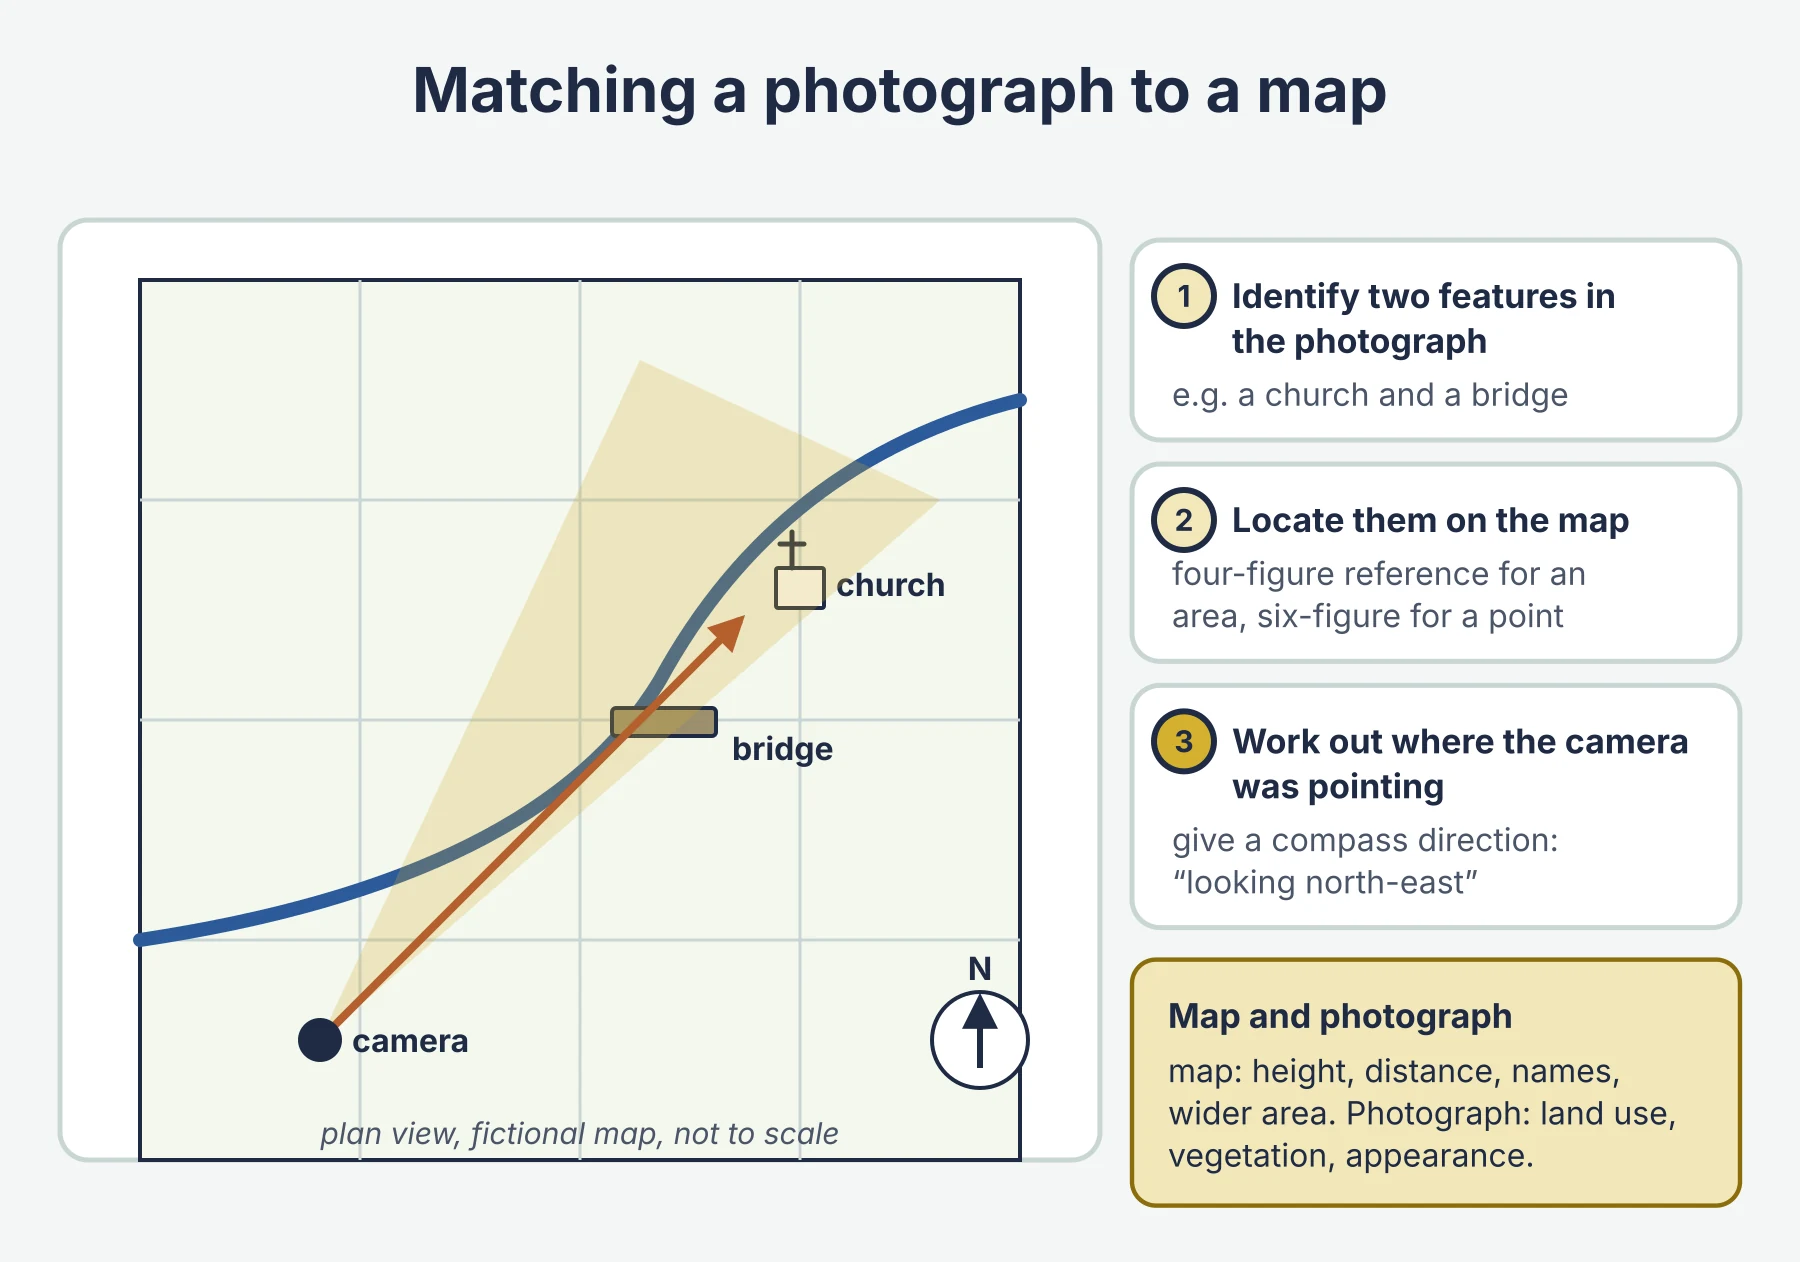 Matching a photograph to a map
church
bridge
N
camera
plan view, fictional map, not to scale
1
Identify two features in
the photograph
e.g. a church and a bridge
2
Locate them on the map
four-figure reference for an
area, six-figure for a point
3
Work out where the camera
was pointing
give a compass direction:
“looking north-east”
Map and photograph
map: height, distance, names,
wider area. Photograph: land use,
vegetation, appearance.